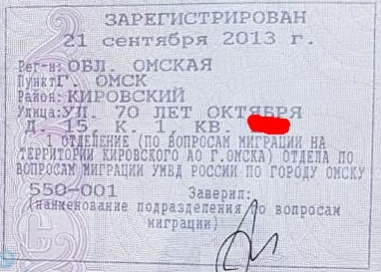 ЗАРЕГИСТРИРОВАН
21 сентября 2013 г.
Рег-н: ОБЛ. ОМСКАЯ
Пункт: Г. ОМСК
Район: КИРОВСКИЙ
Улица: УЛ. 70 ЛЕТ ОКТЯБРЯ
Д. 15, К. 1, КВ.
1 ОТДЕЛЕНИЕ (ПО ВОПРОСАМ МИГРАЦИИ НА
ТЕРРИТОРИИ КИРОВСКОГО АО Г.ОМСКА) ОТДЕЛА ПО
ВОПРОСАМ МИГРАЦИИ УМВД РОССИИ ПО ГОРОДУ ОМСКУ
550-001 Заверил:
(наименование подразделения по вопросам
миграции)